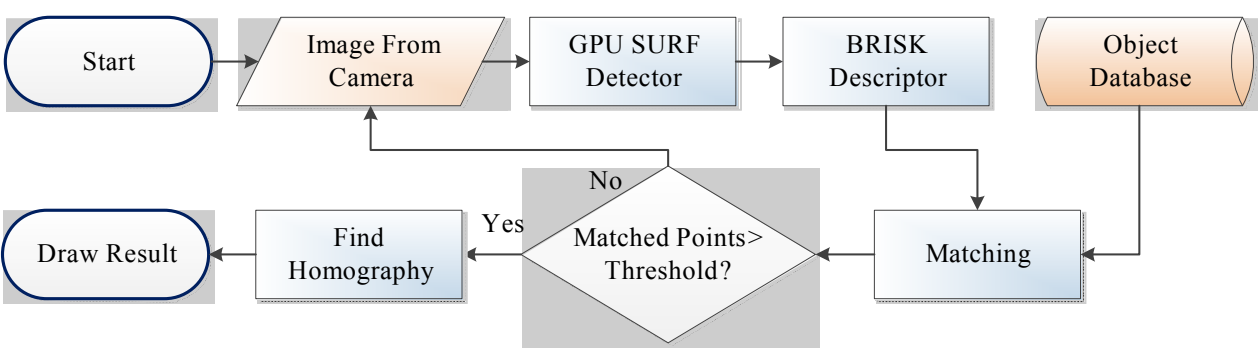 Start
Image From
Camera
GPU SURF
Detector
BRISK
Descriptor
Object
Database
No
Yes
Matched Points>
Threshold?
Matching
Find
Homography
Draw Result